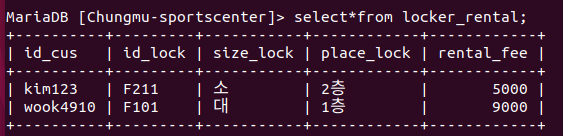 MariaDB [Chungmu-sportscenter]> select*from locker_rental;
+----------+---------+-----------+------------+------------+
| id_cus | id_lock | size_lock | place_lock | rental_fee |
+----------+---------+-----------+------------+------------+
| kim123 | F211 | 소 | 2층 | 5000 |
| wook4910 | F101 | 대 | 1층 | 9000 |
+----------+---------+-----------+------------+------------+